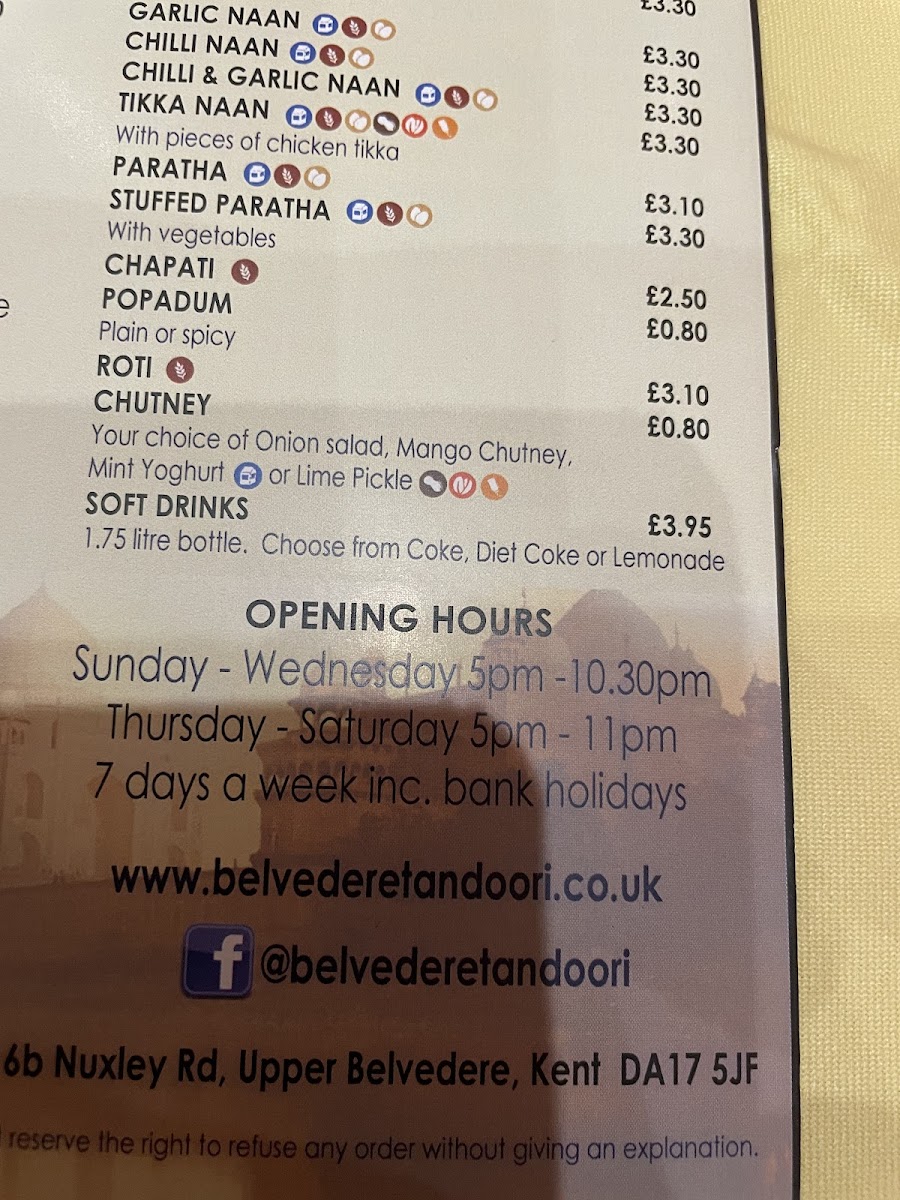 £3.30
GARLIC NAAN £3.30
CHILLI NAAN £3.30
CHILLI & GARLIC NAAN £3.30
TIKKA NAAN £3.30
With pieces of chicken tikka
PARATHA £3.10
STUFFED PARATHA £3.30
With vegetables
CHAPATI £2.50
POPADUM £0.80
Plain or spicy
ROTI £3.10
CHUTNEY £0.80
Your choice of Onion salad, Mango Chutney,
Mint Yoghurt or Lime Pickle
SOFT DRINKS £3.95
1.75 litre bottle. Choose from Coke, Diet Coke or Lemonade
OPENING HOURS
Sunday - Wednesday 5pm -10.30pm
Thursday - Saturday 5pm - 11pm
7 days a week inc. bank holidays
www.belvederetandoori.co.uk
f @belvederetandoori
6b Nuxley Rd, Upper Belvedere, Kent DA17 5JF
reserve the right to refuse any order without giving an explanation.